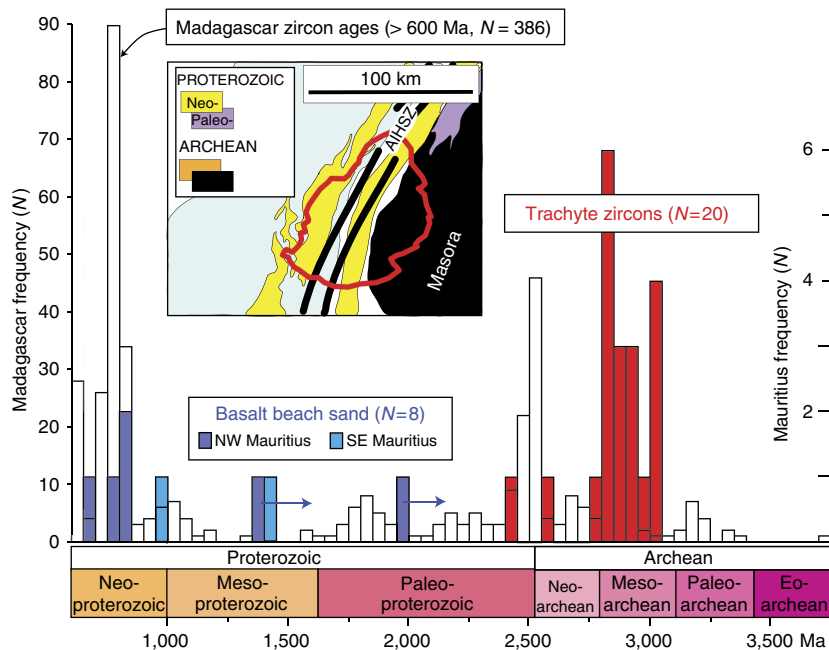 Madagascar zircon ages (> 600 Ma, N = 386)
90
80
70
60
50
40
30
20
10
0
Madagascar frequency (N)
PROTEROZOIC
Neo-
Paleo-
ARCHEAN
100 km
AIHSZ
Masora
Trachyte zircons (N=20)
6
4
2
Mauritius frequency (N)
Basalt beach sand (N=8)
NW Mauritius
SE Mauritius
Proterozoic
Archean
Neo-
proterozoic
Meso-
proterozoic
Paleo-
proterozoic
Neo-
archean
Meso-
archean
Paleo-
archean
Eo-
archean
1,000
1,500
2,000
2,500
3,000
3,500 Ma